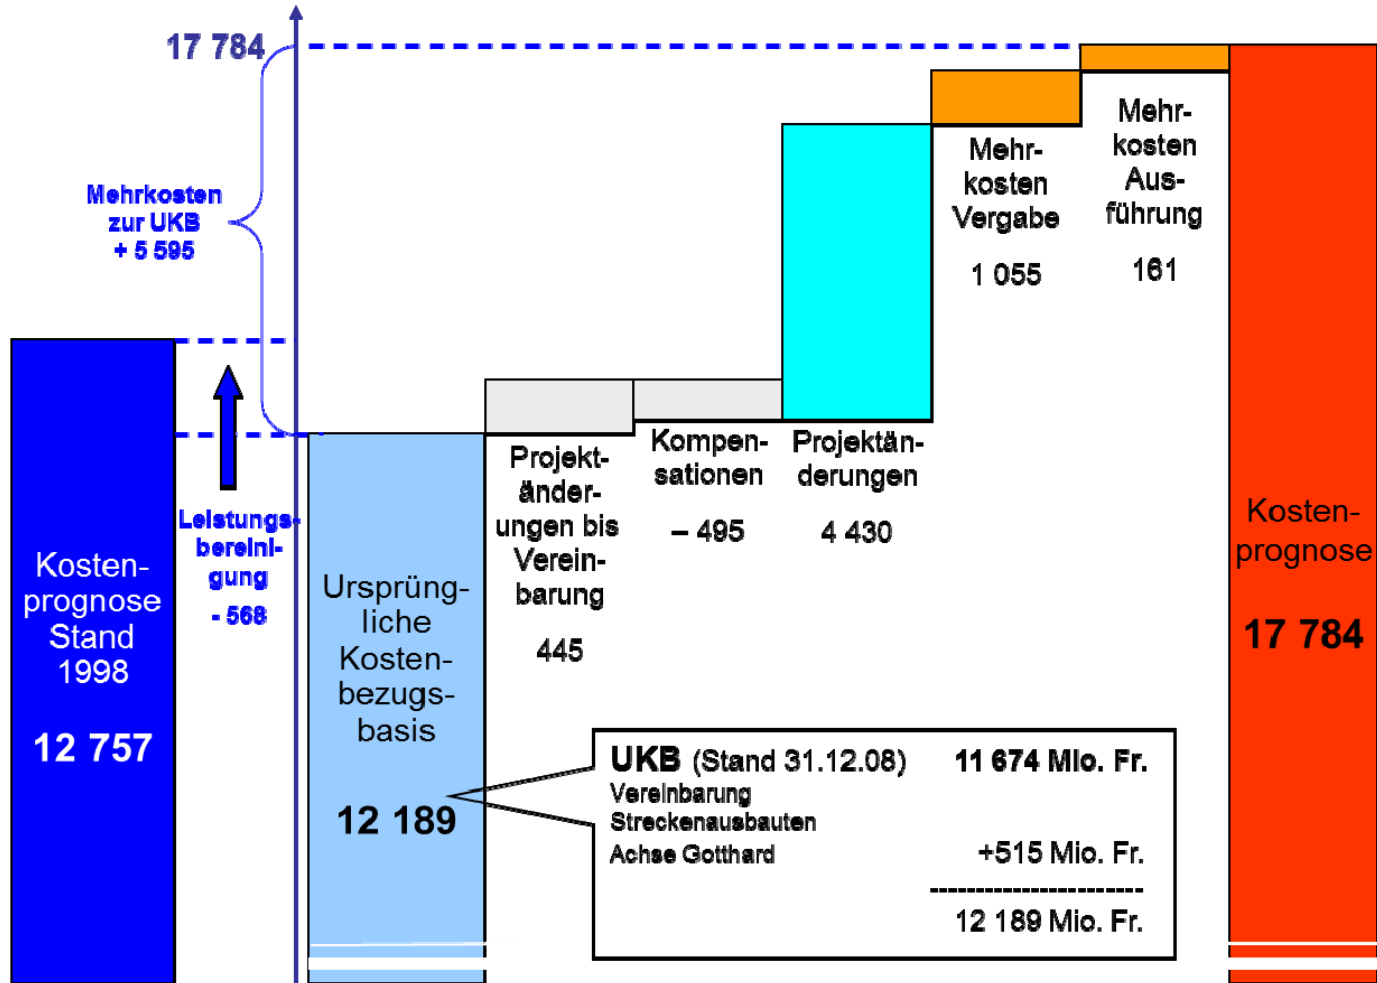 17 784
Mehrkosten
zur UKB
+ 5 595
Kosten-
prognose
Stand
1998
12 757
Leistungs-
bereini-
gung
- 568
Ursprüng-
liche
Kosten-
bezugs-
basis
12 189
Projekt-
änder-
ungen bis
Verein-
barung
445
Kompen-
sationen
– 495
Projektän-
derungen
4 430
Mehr-
kosten
Vergabe
1 055
Mehr-
kosten
Aus-
führung
161
Kosten-
prognose
17 784
UKB (Stand 31.12.08) 11 674 Mio. Fr.
Vereinbarung
Streckenausbauten
Achse Gotthard +515 Mio. Fr.
-----------------------
12 189 Mio. Fr.